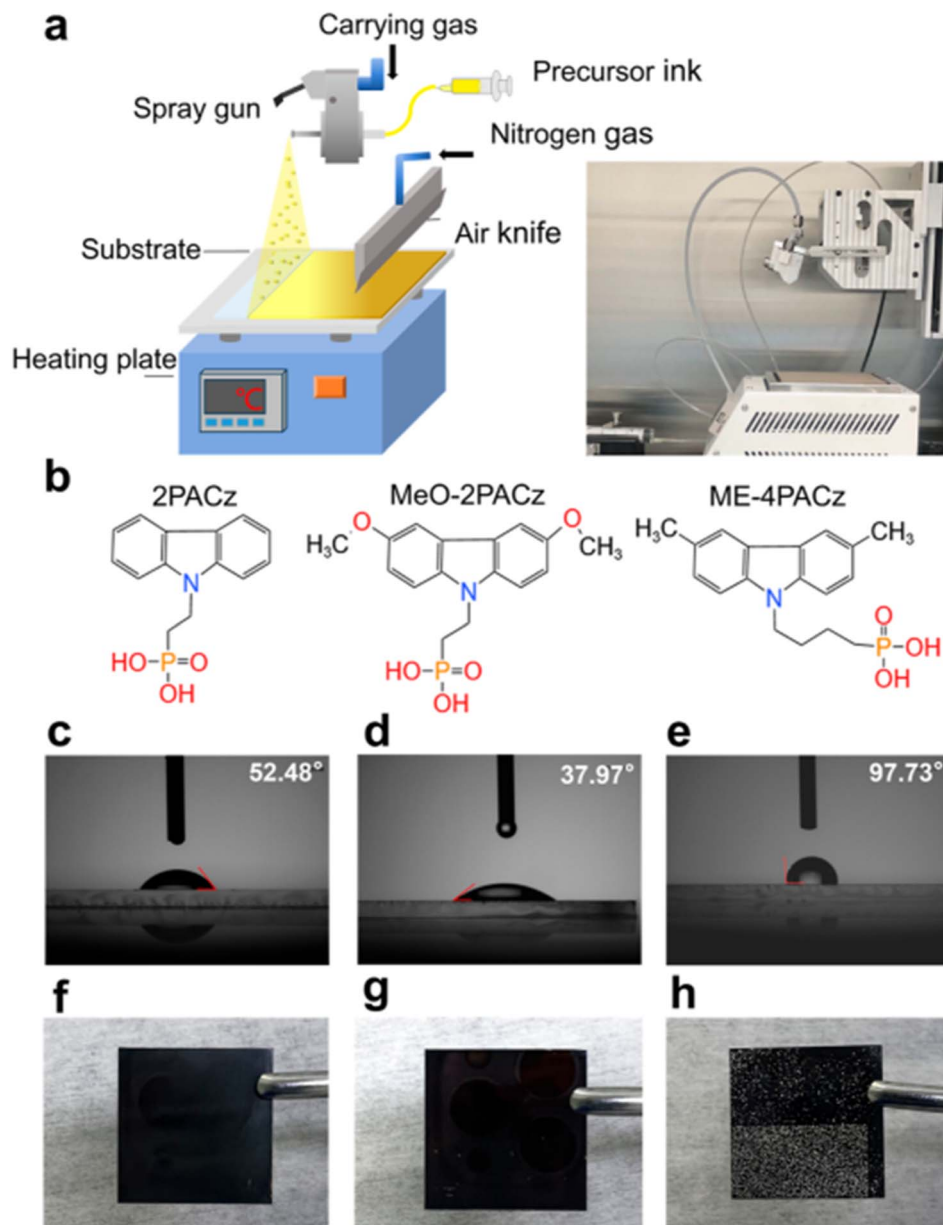 a
Carrying gas
Precursor ink
Spray gun
Nitrogen gas
Substrate
Air knife
Heating plate
°C
b
2PACz
MeO-2PACz
ME-4PACz
N
HO
P
O
OH
H₃C
O
O
CH₃
N
HO
P
O
OH
H₃C
CH₃
N
O
P
OH
OH
c
d
e
52.48°
37.97°
97.73°
f
g
h